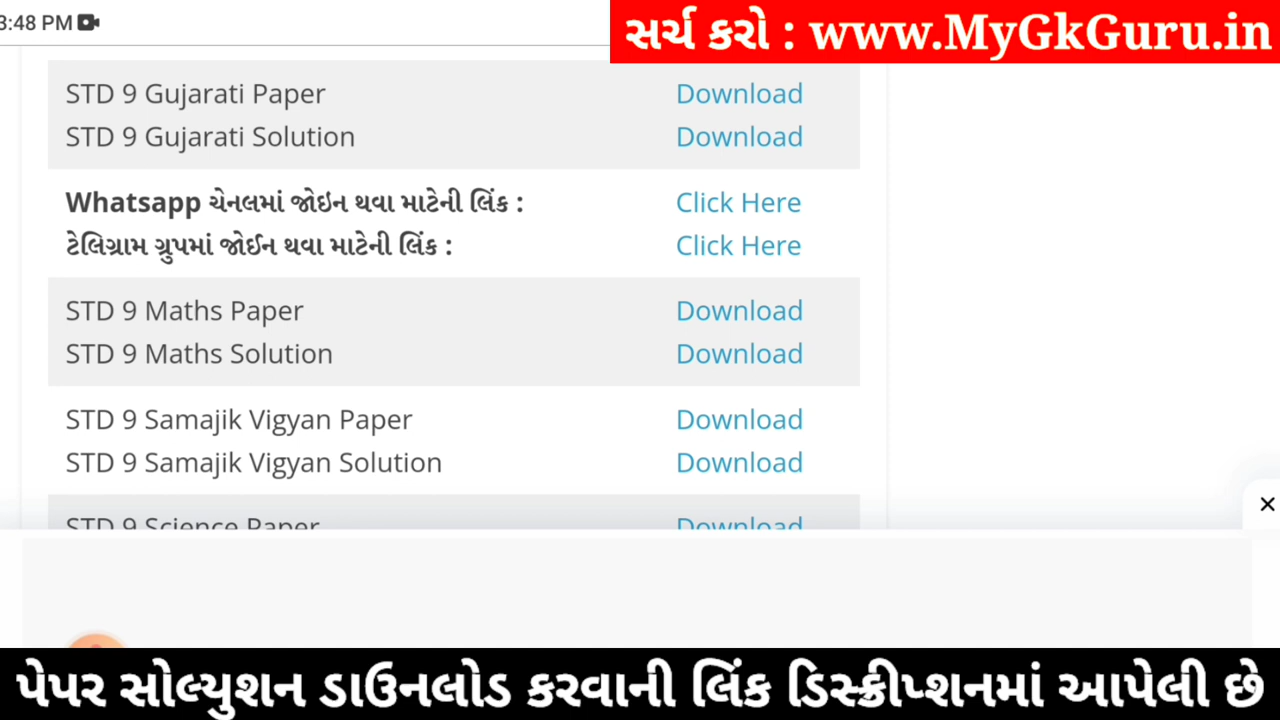 3:48 PM
સર્ચ કરો : www.MyGkGuru.in
STD 9 Gujarati Paper Download
STD 9 Gujarati Solution Download
Whatsapp ચેનલમાં જોઇન થવા માટેની લિંક : Click Here
ટેલિગ્રામ ગ્રુપમાં જોઈન થવા માટેની લિંક : Click Here
STD 9 Maths Paper Download
STD 9 Maths Solution Download
STD 9 Samajik Vigyan Paper Download
STD 9 Samajik Vigyan Solution Download
STD 9 Science Paper Download
પેપર સોલ્યુશન ડાઉનલોડ કરવાની લિંક ડિસ્ક્રીપ્શનમાં આપેલી છે